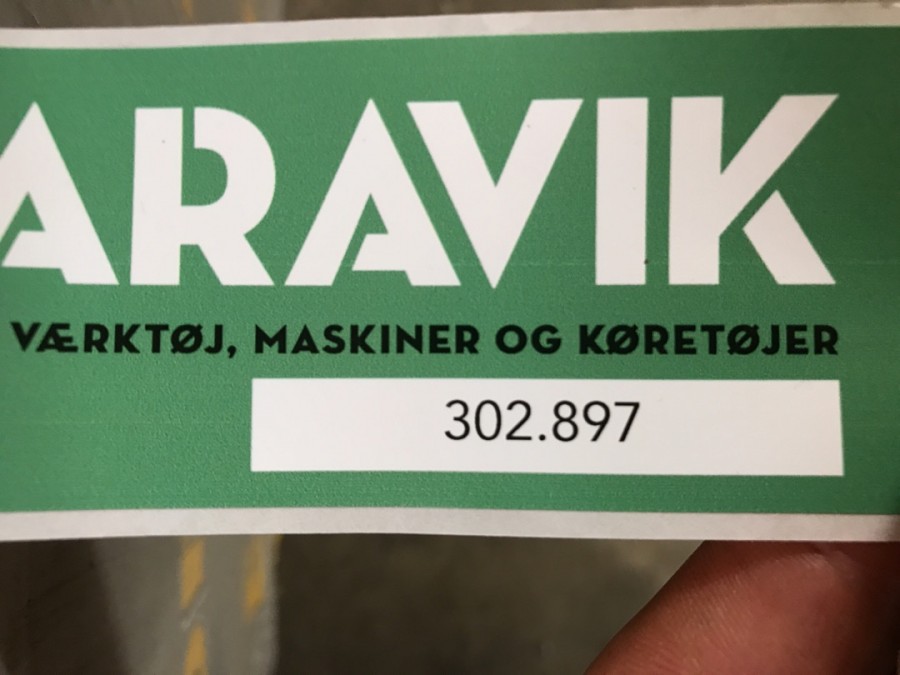 ARAVIK
VÆRKTØJ, MASKINER OG KØRETØJER
302.897